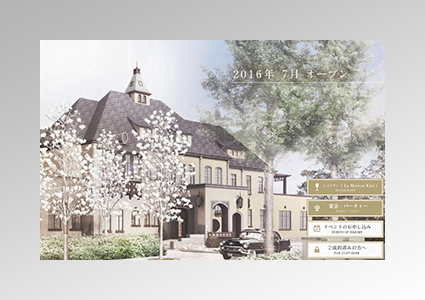 2016年 7月 オープン
レストラン [ La Maison Kioi ]
RESTAURANT
宴会・パーティー
イベントのお申し込み
EVENTS OF INQUIRY
ご成約済みの方へ
FOR CUSTOMER